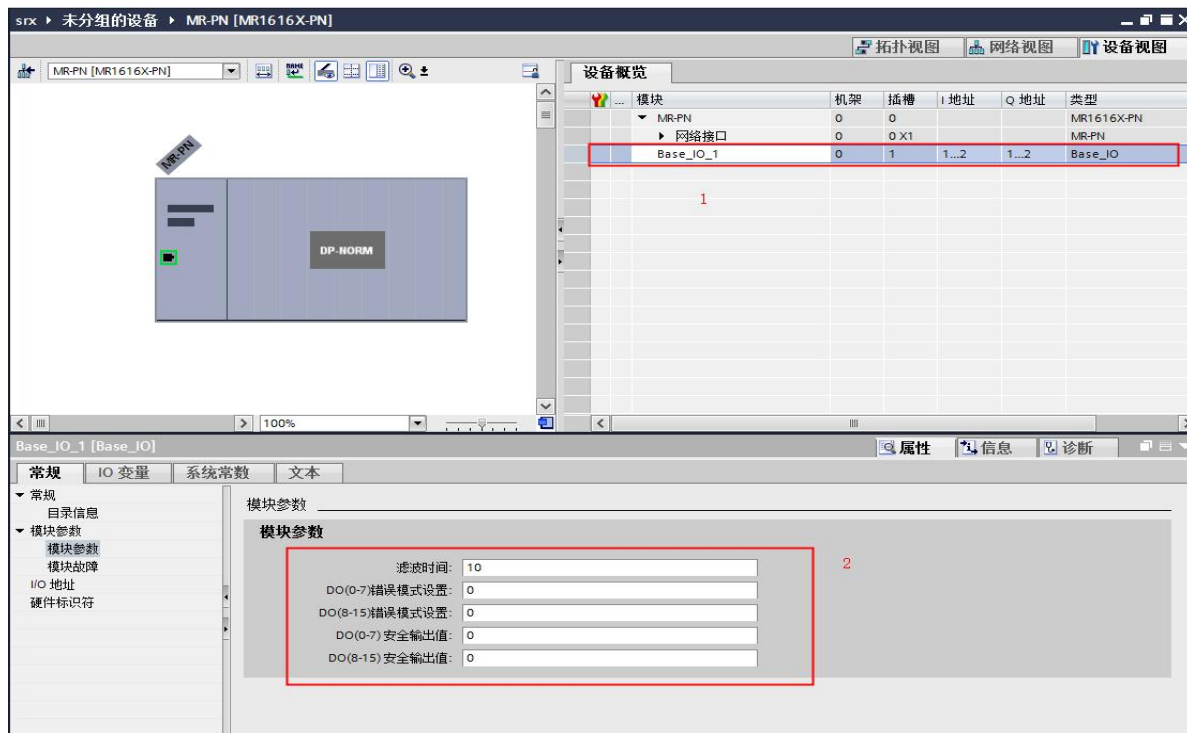 srx ▸ 未分组的设备 ▸ MR-PN [MR1616X-PN]
拓扑视图 网络视图 设备视图
MR-PN [MR1616X-PN]
设备概览
... 模块 机架 插槽 I 地址 Q 地址 类型
MR-PN 0 0 MR1616X-PN
网络接口 0 0 X1 MR-PN
Base_IO_1 0 1 1...2 1...2 Base_IO
1
MR-PN
DP-NORM
100%
Base_IO_1 [Base_IO]
属性 信息 诊断
常规 IO 变量 系统常数 文本
常规
目录信息
模块参数
模块参数
模块故障
I/O 地址
硬件标识符
模块参数
模块参数
滤波时间: 10
DO(0-7)错误模式设置: 0
DO(8-15)错误模式设置: 0
DO(0-7) 安全输出值: 0
DO(8-15) 安全输出值: 0
2